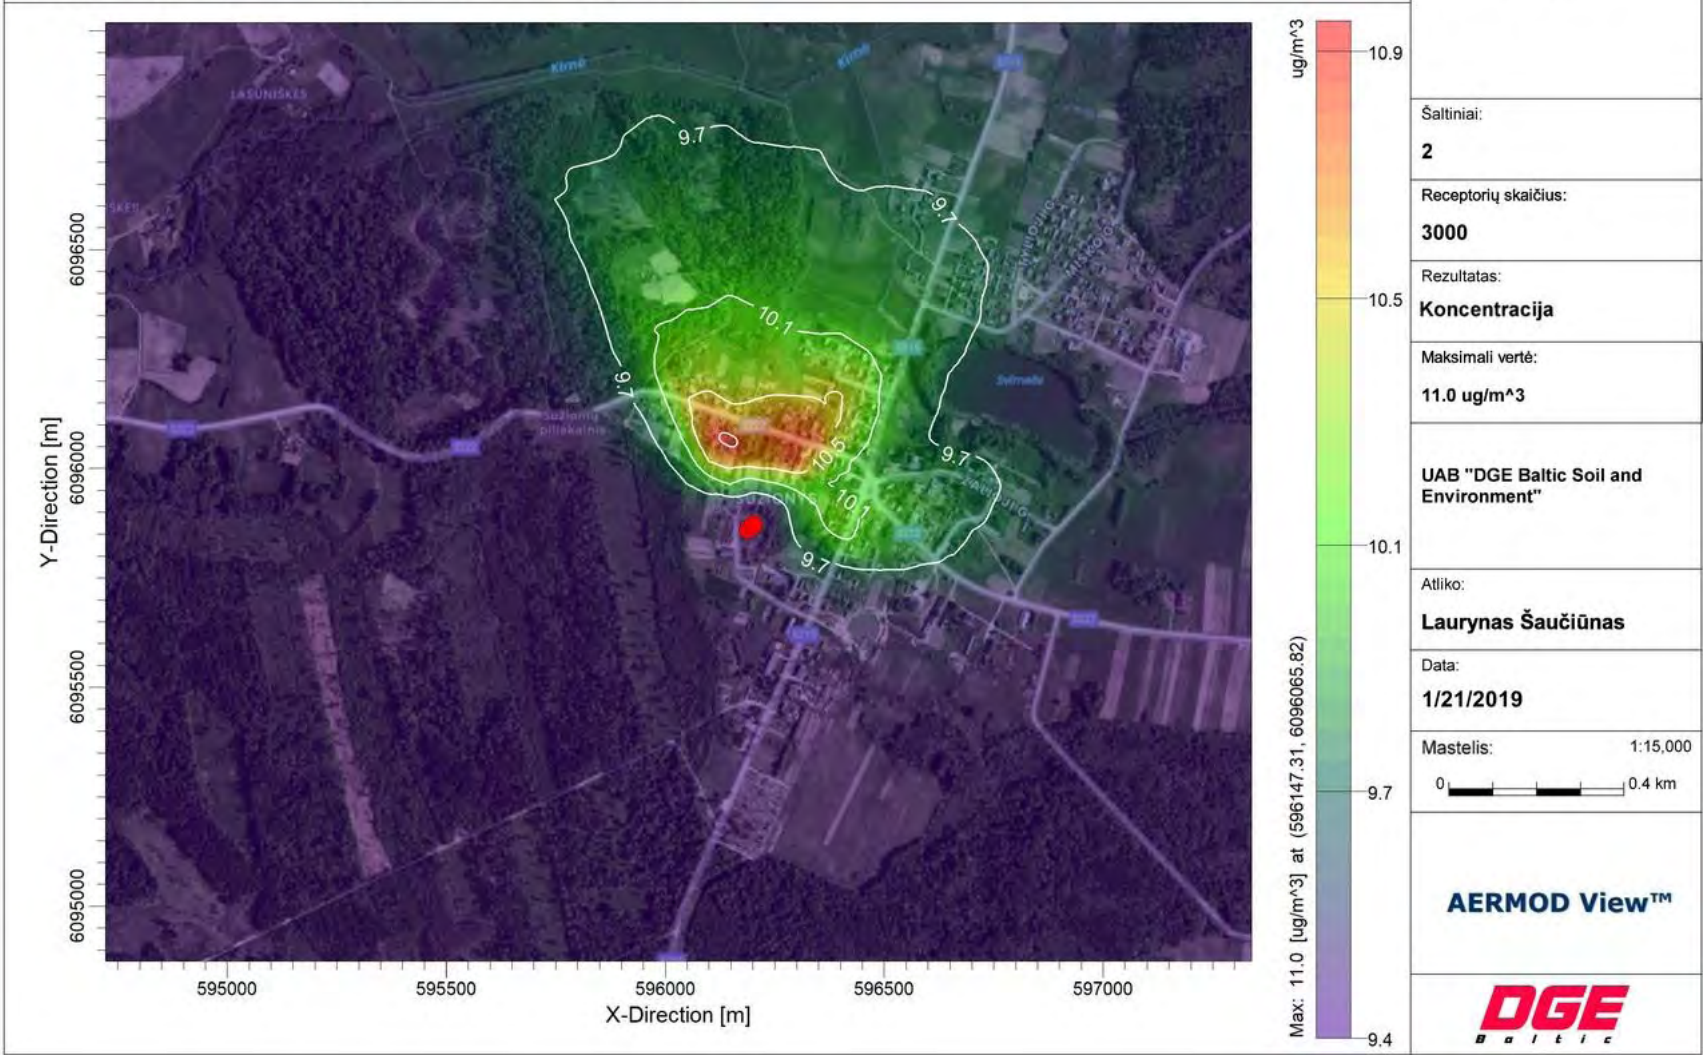 Kirnė
Kirnė
LAŠŪNIŠKĖS
9.7
9.7
10.1
9.7
Sužionių
piliakalnis
Y-Direction [m]
6096500
6096000
6095500
6095000
10.5
10.1
9.7
9.7
595000
595500
596000
596500
597000
X-Direction [m]
ug/m^3
10.9
10.5
10.1
9.7
9.4
Max: 11.0 [ug/m^3] at (596147.31, 6096065.82)
Šaltiniai:
2
Receptorių skaičius:
3000
Rezultatas:
Koncentracija
Maksimali vertė:
11.0 ug/m^3
UAB "DGE Baltic Soil and
Environment"
Atliko:
Laurynas Šaučiūnas
Data:
1/21/2019
Mastelis:
1:15,000
0
0.4 km
AERMOD View™
DGE
Baltic